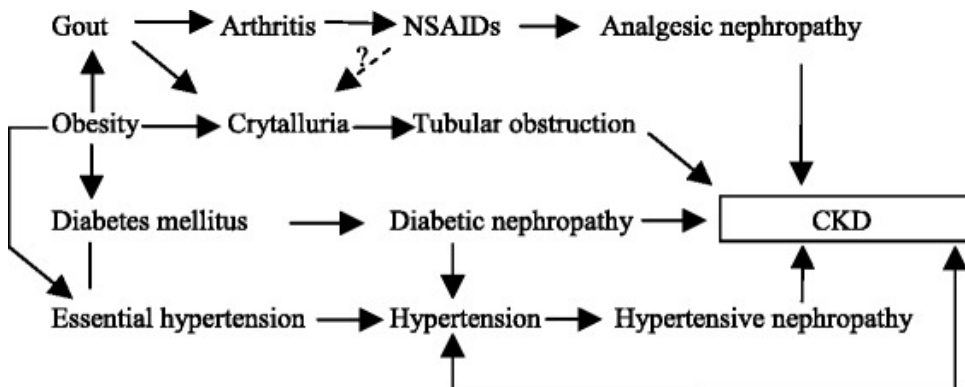 Gout Arthritis NSAIDs Analgesic nephropathy
?
Obesity Crytalluria Tubular obstruction
Diabetes mellitus Diabetic nephropathy CKD
Essential hypertension Hypertension Hypertensive nephropathy